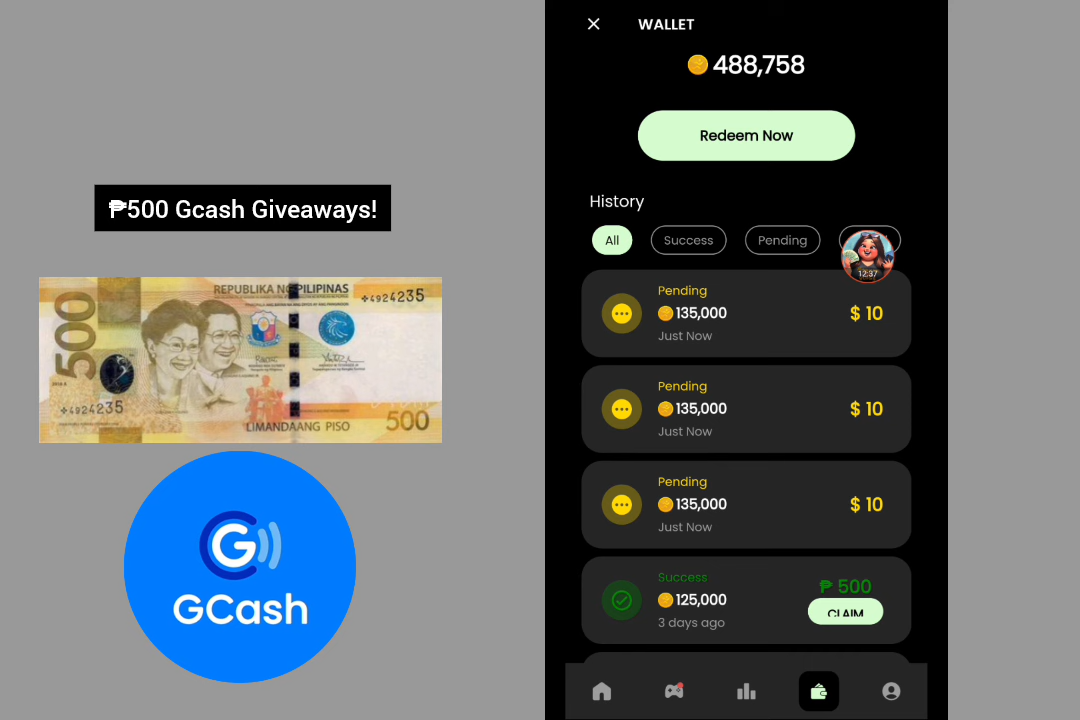 ₱500 Gcash Giveaways!
REPUBLIKA NG PILIPINAS
4924235
500
4924235
LIMANDAANG PISO
500
G
GCash
WALLET
488,758
Redeem Now
History
All
Success
Pending
12:37
Pending
135,000
Just Now
$ 10
Pending
135,000
Just Now
$ 10
Pending
135,000
Just Now
$ 10
Success
125,000
3 days ago
₱ 500
CLAIM